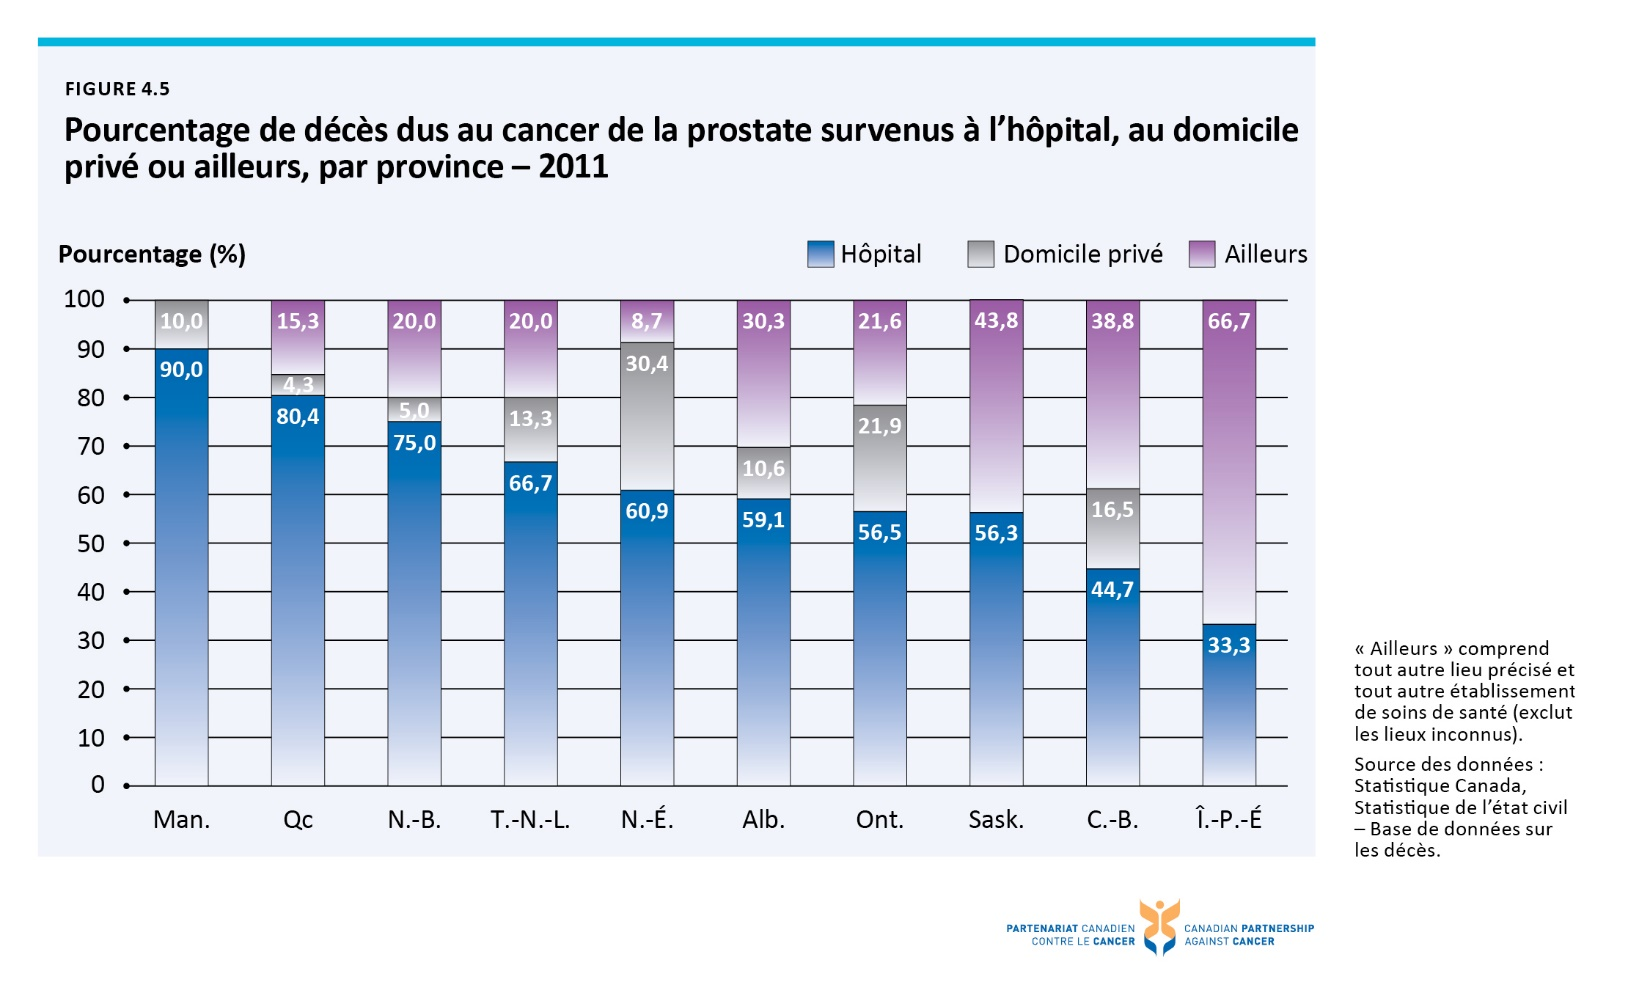 FIGURE 4.5
Pourcentage de décès dus au cancer de la prostate survenus à l’hôpital, au domicile
privé ou ailleurs, par province – 2011
Pourcentage (%)
Hôpital
Domicile privé
Ailleurs
100
90
80
70
60
50
40
30
20
10
0
10,0
90,0
15,3
4,3
80,4
20,0
5,0
75,0
20,0
13,3
66,7
8,7
30,4
60,9
30,3
10,6
59,1
21,6
21,9
56,5
43,8
56,3
38,8
16,5
44,7
66,7
33,3
Man.
Qc
N.-B.
T.-N.-L.
N.-É.
Alb.
Ont.
Sask.
C.-B.
Î.-P.-É
« Ailleurs » comprend
tout autre lieu précisé et
tout autre établissement
de soins de santé (exclut
les lieux inconnus).
Source des données :
Statistique Canada,
Statistique de l’état civil
– Base de données sur
les décès.
PARTENARIAT CANADIEN
CONTRE LE CANCER
CANADIAN PARTNERSHIP
AGAINST CANCER